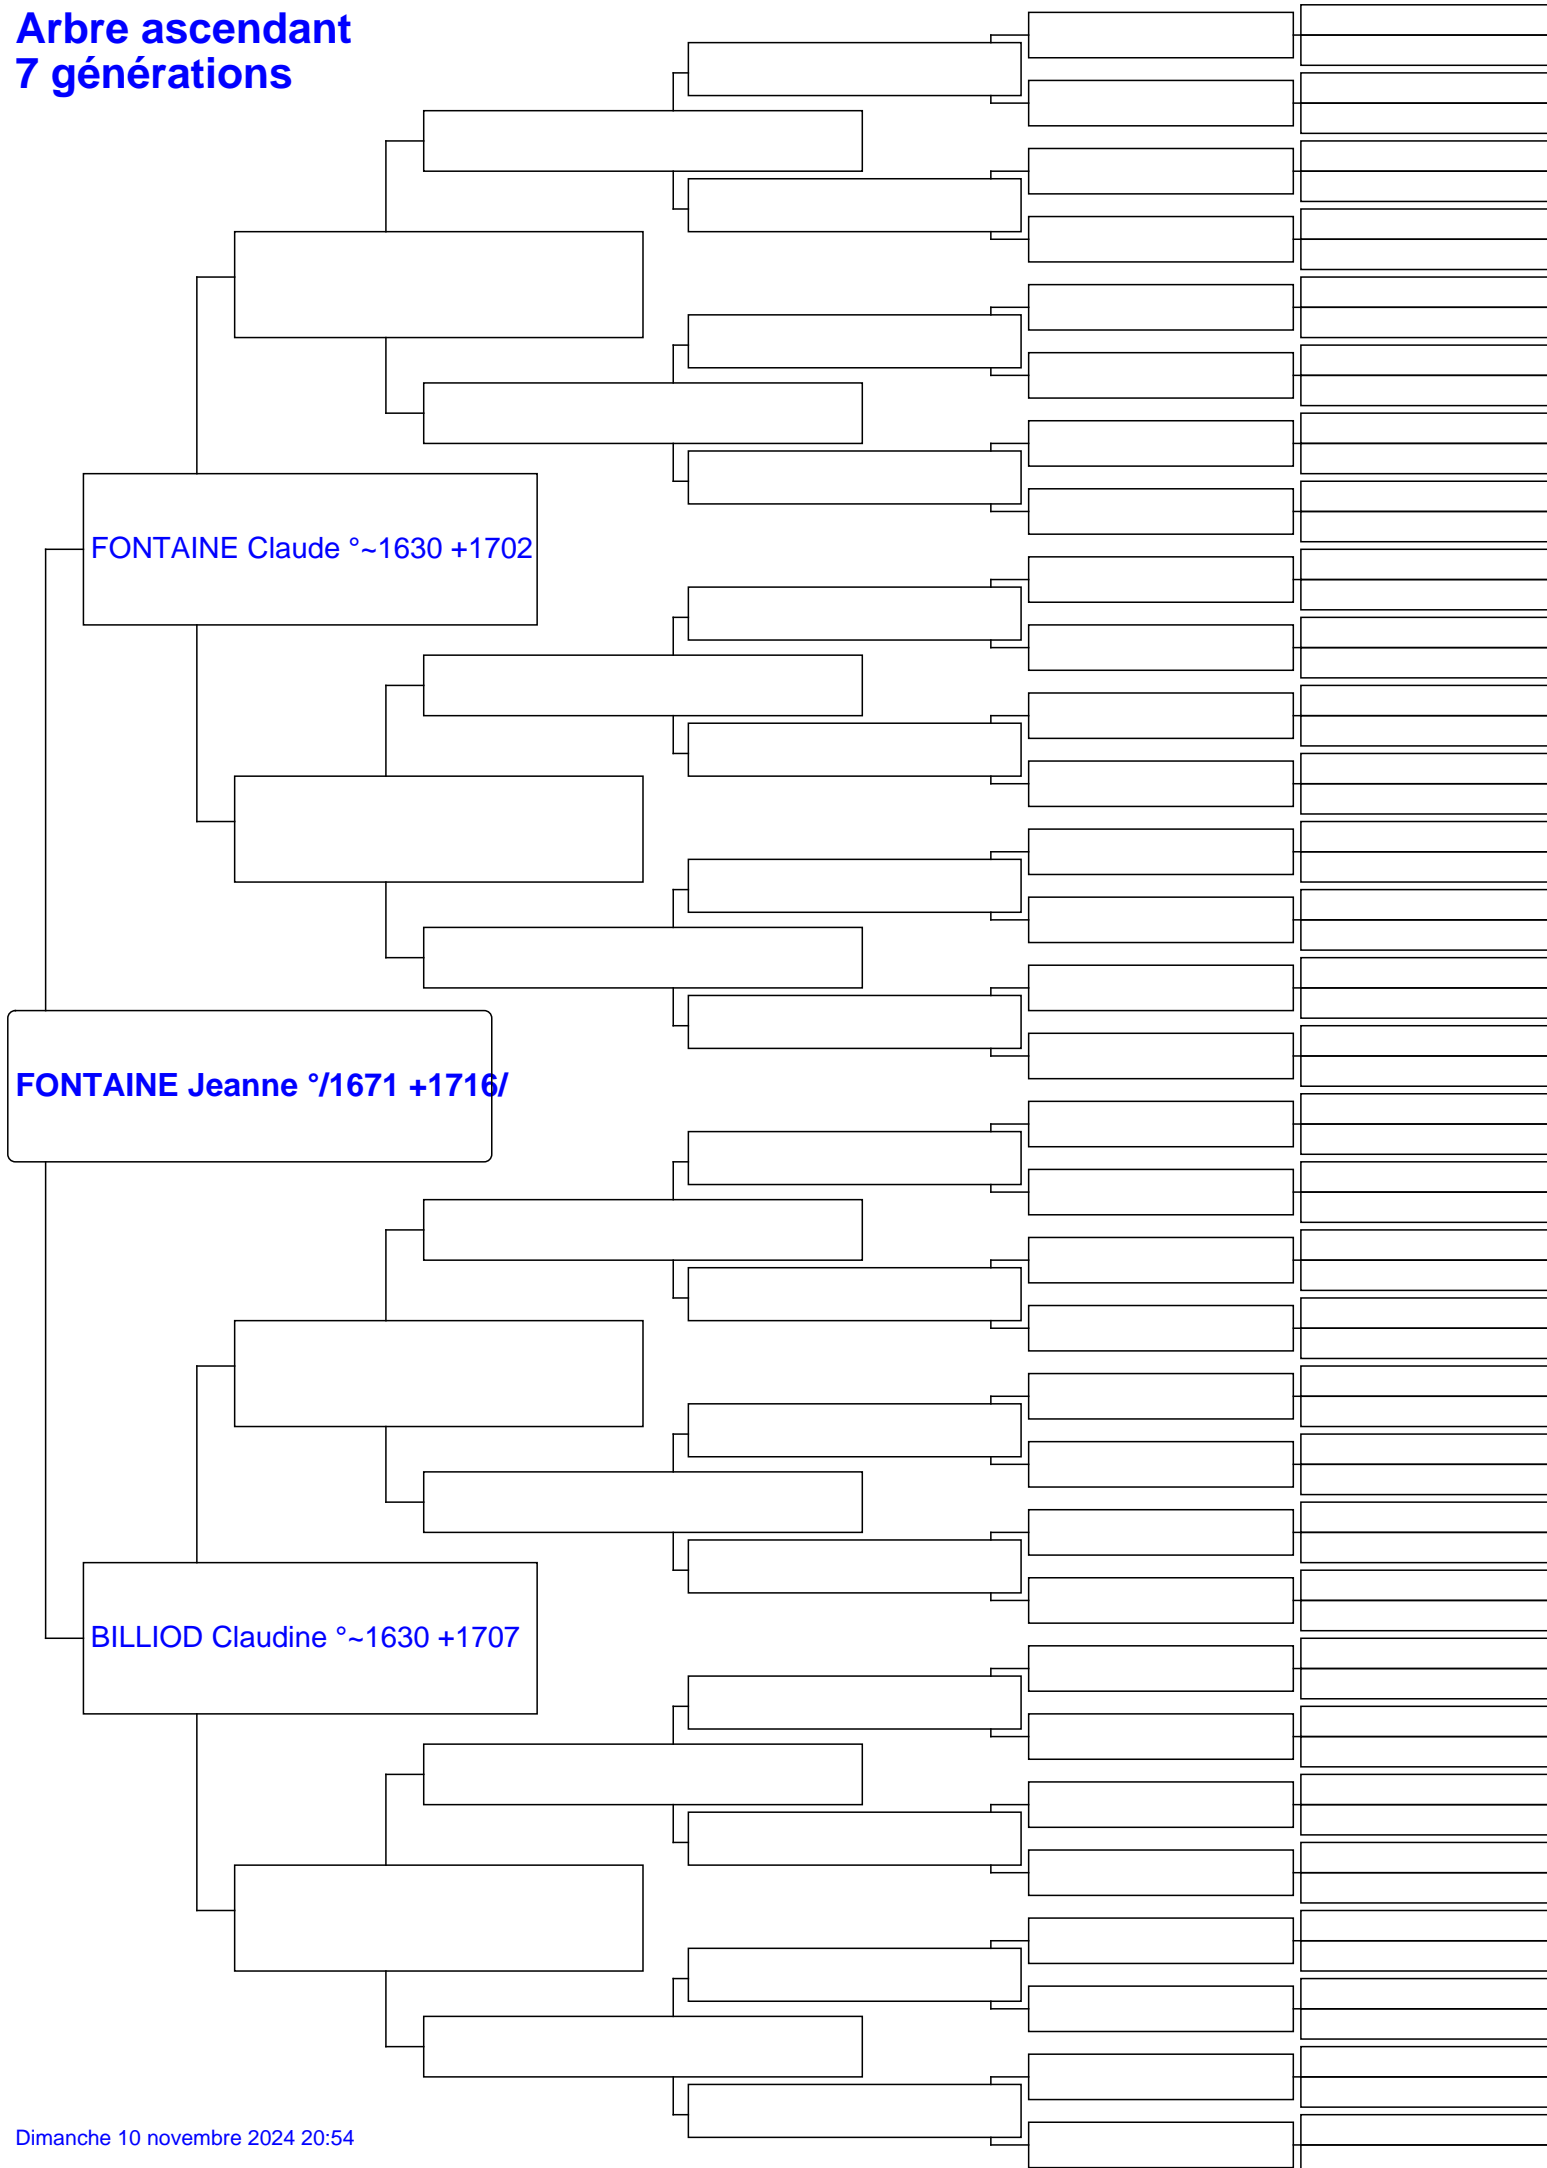 Arbre ascendant
7 générations
FONTAINE Claude °~1630 +1702
FONTAINE Jeanne °/1671 +1716/
BILLIOD Claudine °~1630 +1707
Dimanche 10 novembre 2024 20:54